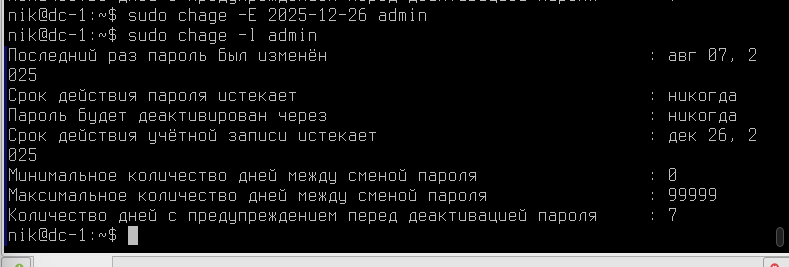 nik@dc-1:~$ sudo chage -E 2025-12-26 admin
nik@dc-1:~$ sudo chage -l admin
Последний раз пароль был изменён : авг 07, 2
025
Срок действия пароля истекает : никогда
Пароль будет деактивирован через : никогда
Срок действия учётной записи истекает : дек 26, 2
025
Минимальное количество дней между сменой пароля : 0
Максимальное количество дней между сменой пароля : 99999
Количество дней с предупреждением перед деактивацией пароля : 7
nik@dc-1:~$